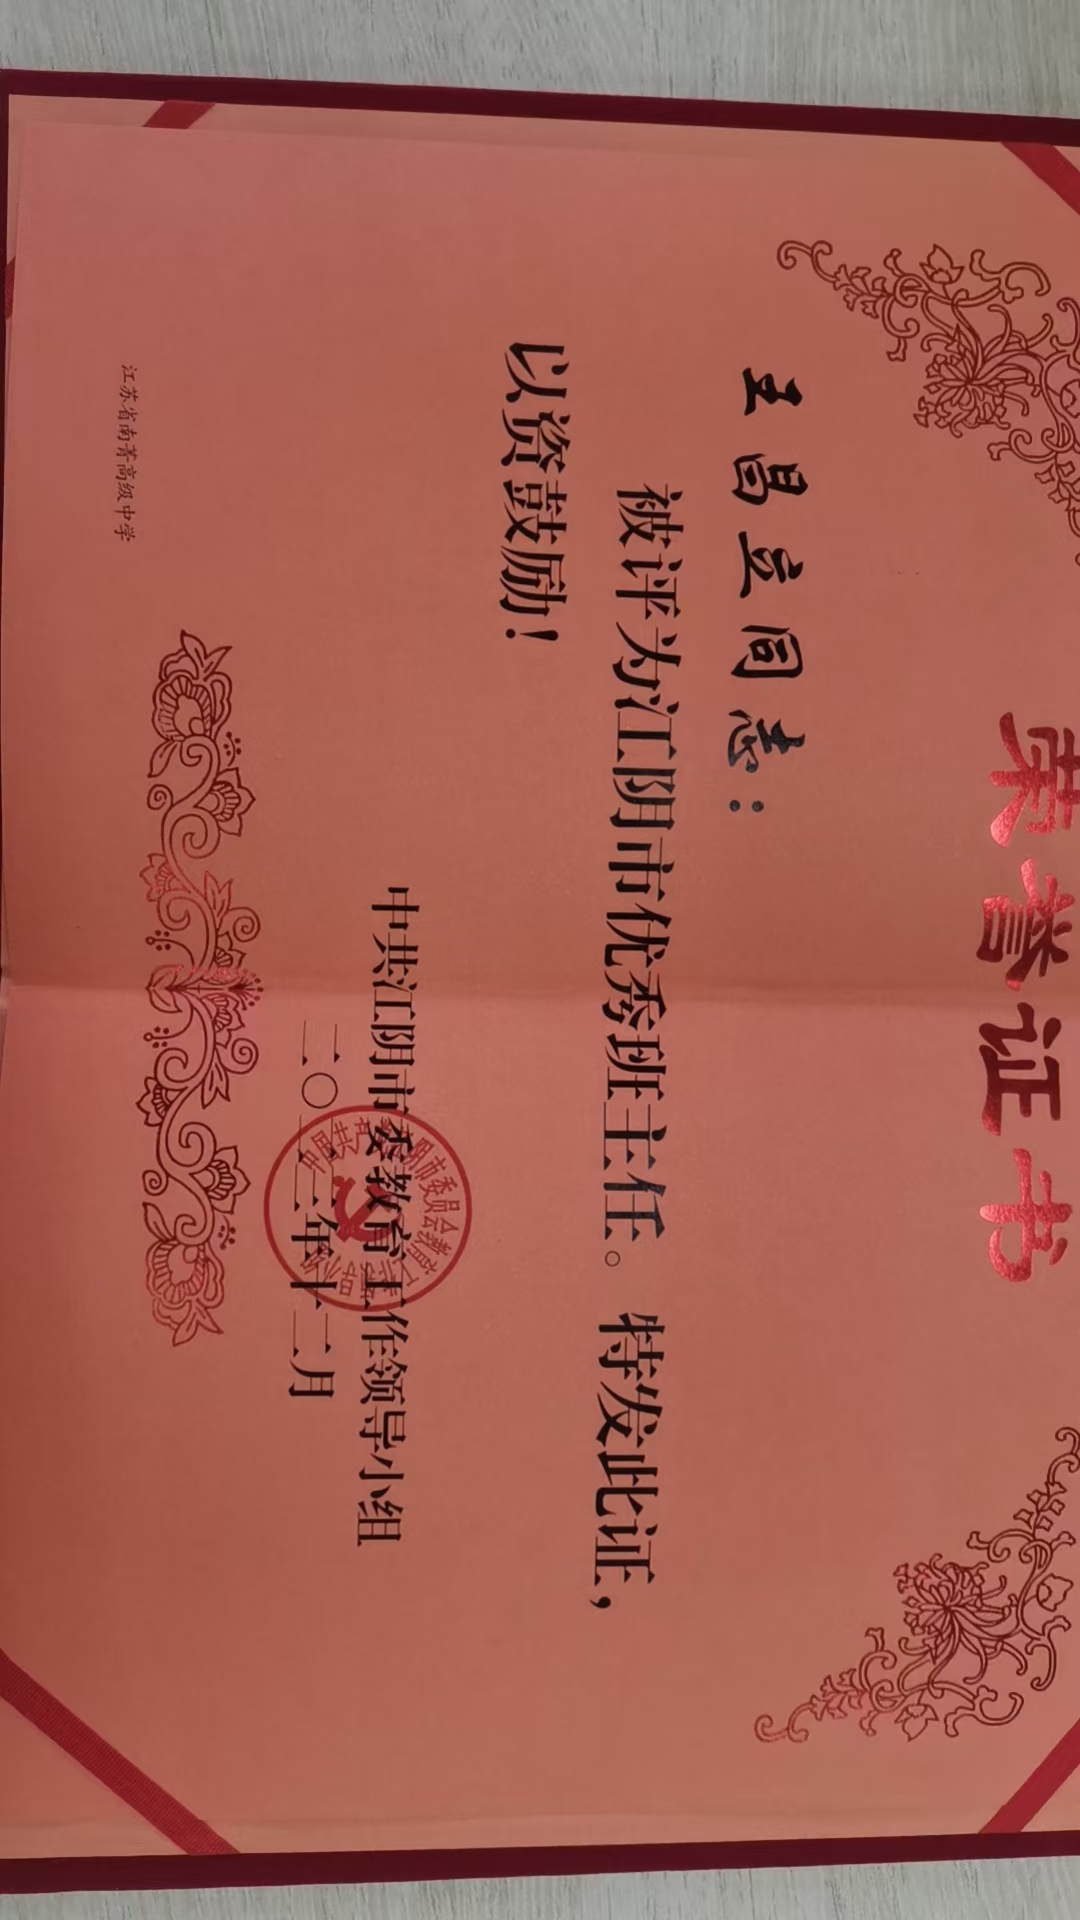 荣誉证书
王昌立同志：
被评为江阴市优秀班主任。特发此证，
以资鼓励！
中共江阴市委教育工作领导小组
二〇二三年十二月
江苏省南菁高级中学